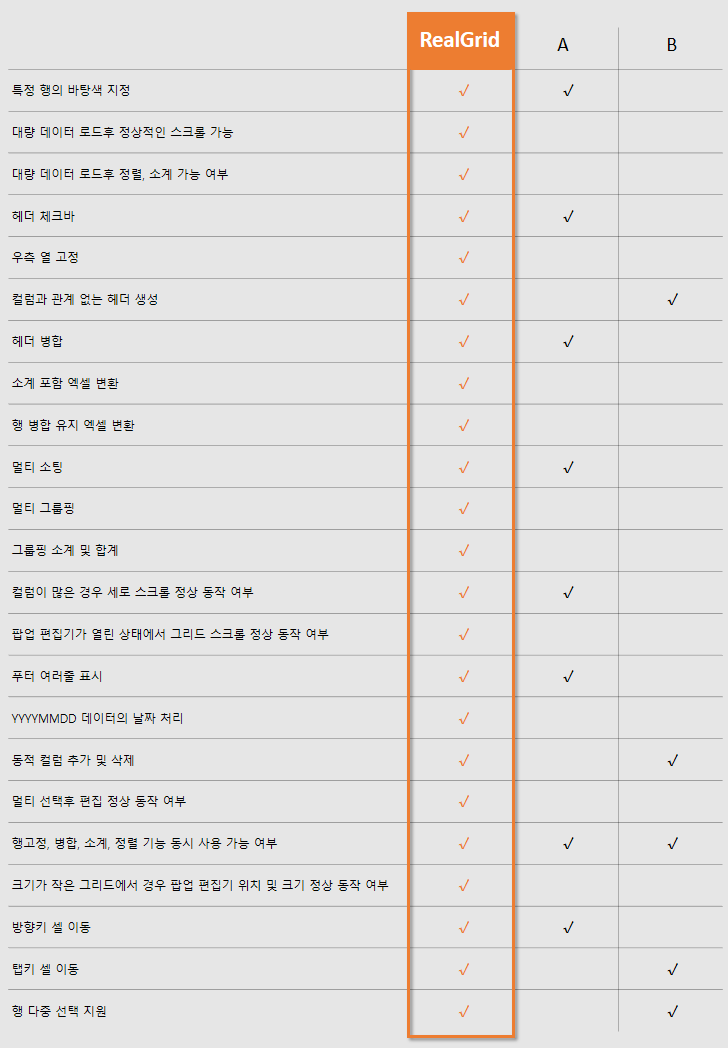 RealGrid A B
특정 행의 바탕색 지정 √ √
대량 데이터 로드후 정상적인 스크롤 가능 √
대량 데이터 로드후 정렬, 소계 가능 여부 √
헤더 체크바 √ √
우측 열 고정 √
컬럼과 관계 없는 헤더 생성 √ √
헤더 병합 √ √
소계 포함 엑셀 변환 √
행 병합 유지 엑셀 변환 √
멀티 소팅 √ √
멀티 그룹핑 √
그룹핑 소계 및 합계 √
컬럼이 많은 경우 세로 스크롤 정상 동작 여부 √ √
팝업 편집기가 열린 상태에서 그리드 스크롤 정상 동작 여부 √
푸터 여러줄 표시 √ √
YYYYMMDD 데이터의 날짜 처리 √
동적 컬럼 추가 및 삭제 √ √
멀티 선택후 편집 정상 동작 여부 √
행고정, 병합, 소계, 정렬 기능 동시 사용 가능 여부 √ √ √
크기가 작은 그리드에서 경우 팝업 편집기 위치 및 크기 정상 동작 여부 √
방향키 셀 이동 √ √
탭키 셀 이동 √ √
행 다중 선택 지원 √ √